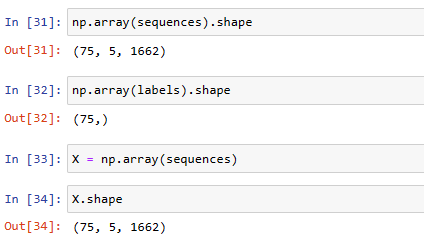 In [31]: np.array(sequences).shape
Out[31]: (75, 5, 1662)
In [32]: np.array(labels).shape
Out[32]: (75,)
In [33]: X = np.array(sequences)
In [34]: X.shape
Out[34]: (75, 5, 1662)